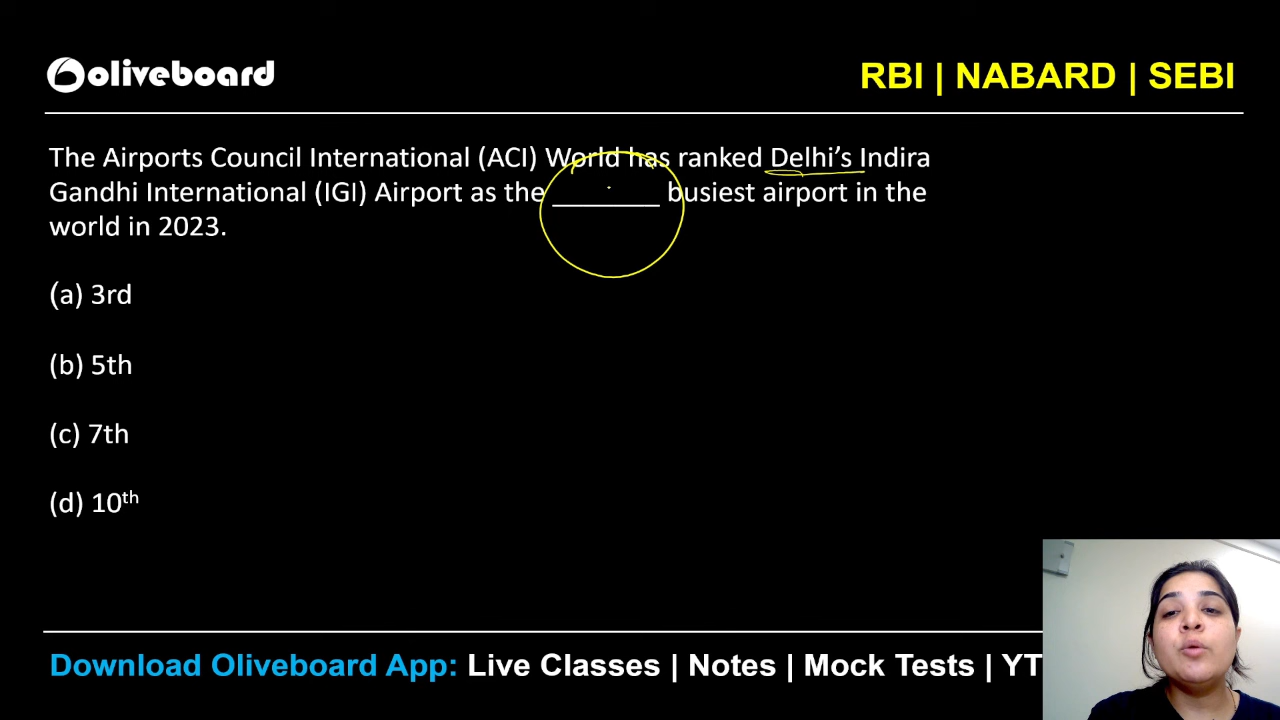 oliveboard
RBI | NABARD | SEBI
The Airports Council International (ACI) World has ranked Delhi’s Indira
Gandhi International (IGI) Airport as the ________ busiest airport in the
world in 2023.
(a) 3rd
(b) 5th
(c) 7th
(d) 10th
Download Oliveboard App: Live Classes | Notes | Mock Tests | YT